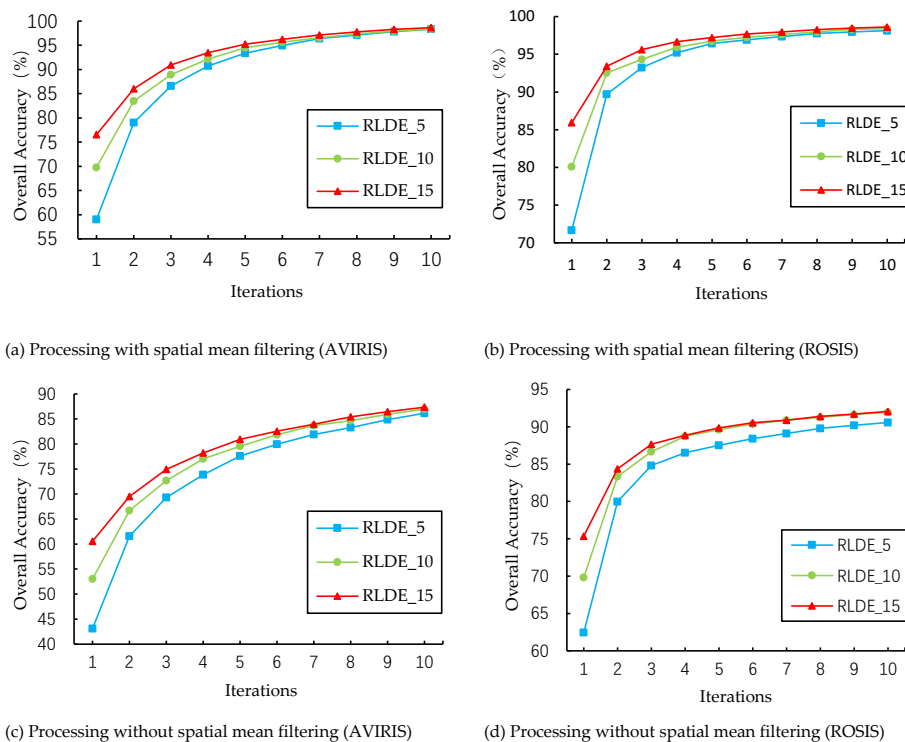 100
95
90
85
80
75
70
65
60
55
Overall Accuracy (%)
RLDE_5
RLDE_10
RLDE_15
1 2 3 4 5 6 7 8 9 10
Iterations
(a) Processing with spatial mean filtering (AVIRIS)
100
95
90
85
80
75
70
Overall Accuracy (%)
RLDE_5
RLDE_10
RLDE_15
1 2 3 4 5 6 7 8 9 10
Iterations
(b) Processing with spatial mean filtering (ROSIS)
90
85
80
75
70
65
60
55
50
45
40
Overall Accuracy (%)
RLDE_5
RLDE_10
RLDE_15
1 2 3 4 5 6 7 8 9 10
Iterations
(c) Processing without spatial mean filtering (AVIRIS)
95
90
85
80
75
70
65
60
Overall Accuracy (%)
RLDE_5
RLDE_10
RLDE_15
1 2 3 4 5 6 7 8 9 10
Iterations
(d) Processing without spatial mean filtering (ROSIS)